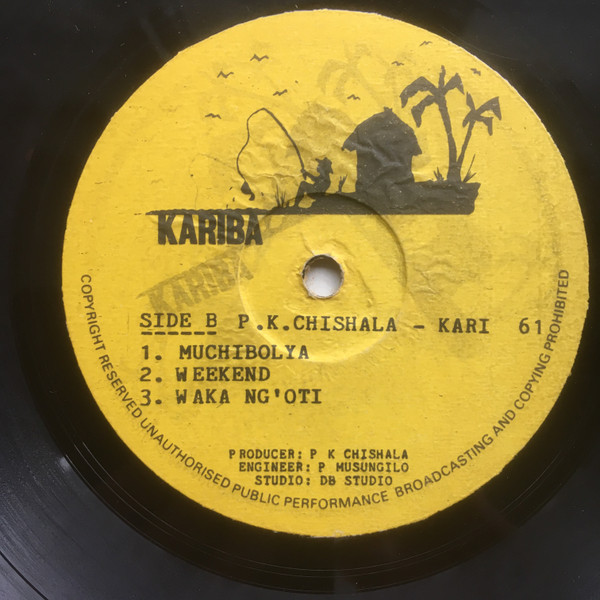 KARIBA
KARIBA
SIDE B P.K.CHISHALA - KARI 61
1. MUCHIBOLYA
2. WEEKEND
3. WAKA NG'OTI
PRODUCER: P K CHISHALA
ENGINEER: P MUSUNGILO
STUDIO: DB STUDIO
COPYRIGHT RESERVED UNAUTHORISED PUBLIC PERFORMANCE BROADCASTING AND COPYING PROHIBITED